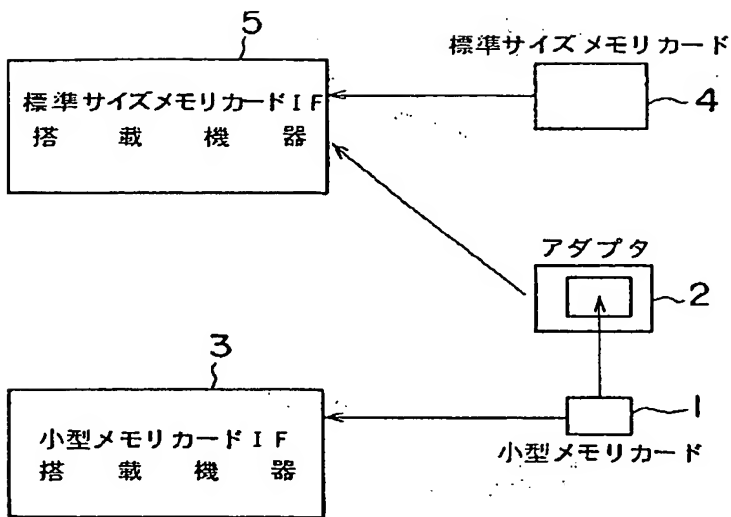 5
標準サイズメモリカードIF
搭載機器
標準サイズメモリカード
4
アダプタ
2
3
小型メモリカードIF
搭載機器
1
小型メモリカード